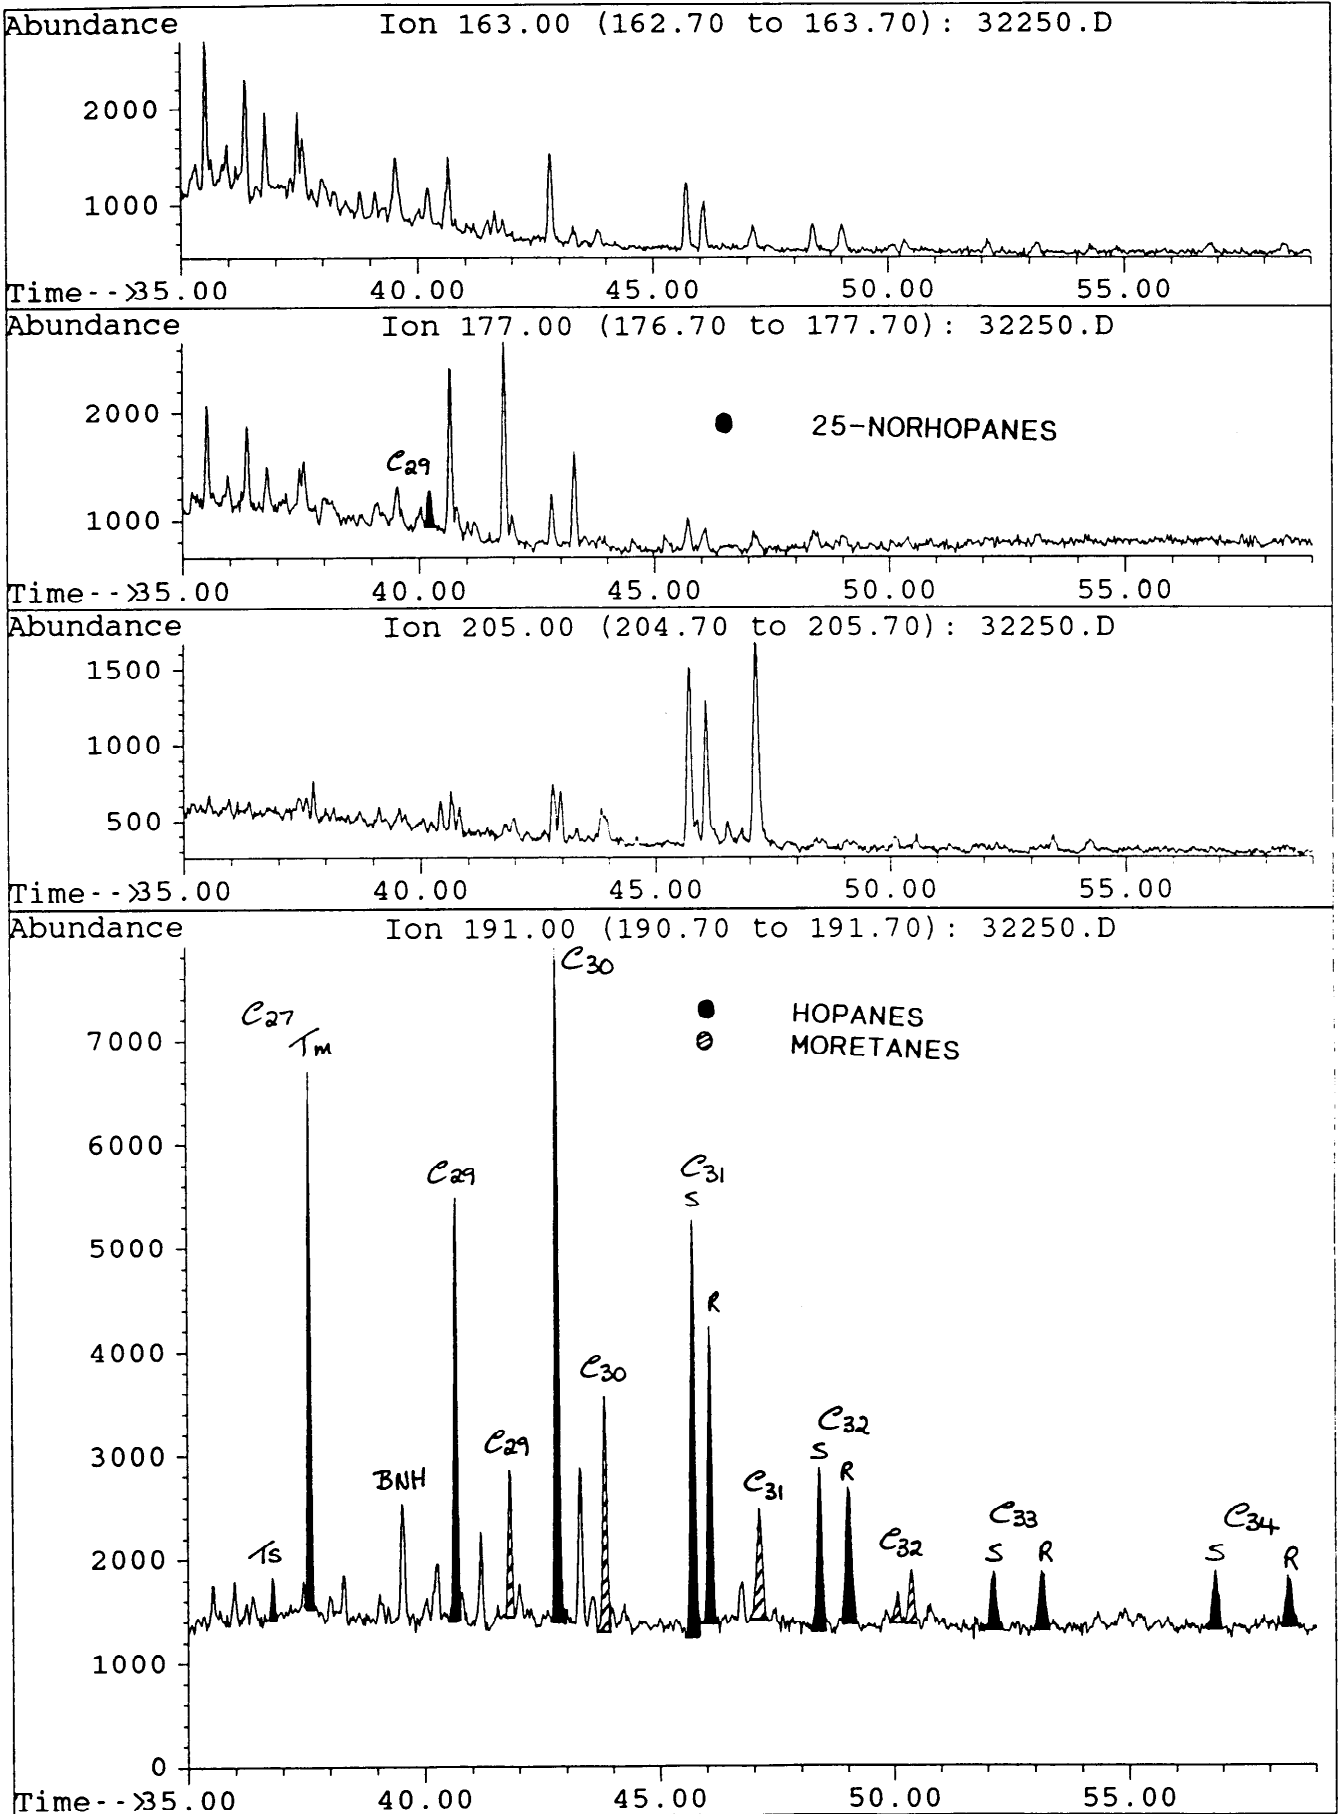 Abundance Ion 163.00 (162.70 to 163.70): 32250.D
2000
1000
Time-->35.00 40.00 45.00 50.00 55.00
Abundance Ion 177.00 (176.70 to 177.70): 32250.D
2000
25-NORHOPANES
C29
1000
Time-->35.00 40.00 45.00 50.00 55.00
Abundance Ion 205.00 (204.70 to 205.70): 32250.D
1500
1000
500
Time-->35.00 40.00 45.00 50.00 55.00
Abundance Ion 191.00 (190.70 to 191.70): 32250.D
C30
C27 HOPANES
7000 Tm MORETANES
6000
C29 C31
S
5000
R
4000
C30
C29 C32
3000 S R
BNH C31
C32 C33 C34
2000 Ts S R S R
1000
0
Time-->35.00 40.00 45.00 50.00 55.00